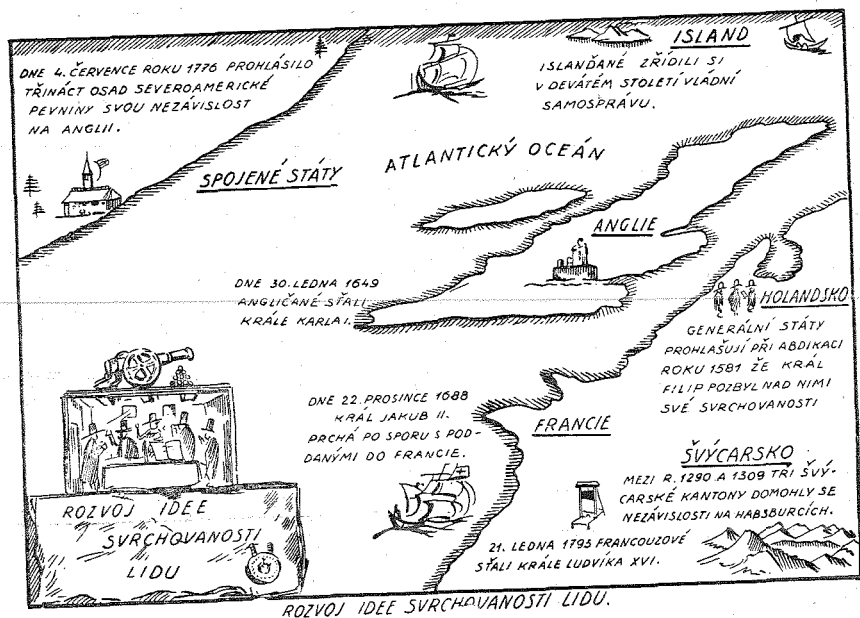 DNE 4. ČERVENCE ROKU 1776 PROHLÁSILO
TŘINÁCT OSAD SEVEROAMERICKÉ
PEVNINY SVOU NEZÁVISLOST
NA ANGLII.
SPOJENÉ STÁTY
ATLANTICKÝ OCEÁN
ISLAND
ISLANĎANÉ ZŘÍDILI SI
V DEVÁTÉM STOLETÍ VLÁDNÍ
SAMOSPRÁVU.
ANGLIE
DNE 30. LEDNA 1649
ANGLIČANÉ SŤALI
KRÁLE KARLA I.
HOLANDSKO
GENERÁLNÍ STÁTY
PROHLAŠUJÍ PŘI ABDIKACI
ROKU 1581 ŽE KRÁL
FILIP POZBYL NAD NIMI
SVÉ SVRCHOVANOSTI
DNE 22. PROSINCE 1688
KRÁL JAKUB II.
PRCHÁ PO SPORU S POD-
DANÝMI DO FRANCIE.
FRANCIE
ŠVÝCARSKO
MEZI R. 1290 A 1309 TŘI ŠVÝ-
CARSKÉ KANTONY DOMOHLY SE
NEZÁVISLOSTI NA HABSBURCÍCH.
21. LEDNA 1793 FRANCOUZOVÉ
SŤALI KRÁLE LUDVÍKA XVI.
ROZVOJ IDEE
SVRCHOVANOSTI
LIDU
ROZVOJ IDEE SVRCHOVANOSTI LIDU.